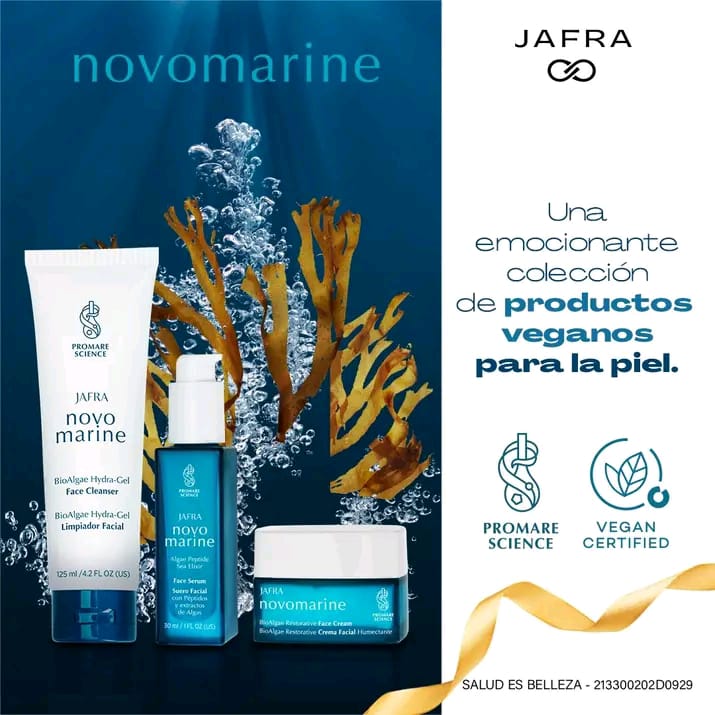 novomarine
JAFRA
Una
emocionante
colección
de productos
veganos
para la piel.
PROMARE
SCIENCE
VEGAN
CERTIFIED
SALUD ES BELLEZA - 213300202D0929
PROMARE
SCIENCE
JAFRA
novo
marine
BioAlgae Hydra-Gel
Face Cleanser
BioAlgae Hydra-Gel
Limpiador Facial
125 ml/4.2 FL OZ (US)
PROMARE
SCIENCE
JAFRA
novo
marine
Algae Peptide
Sea Elixir
Face Serum
Suero Facial
con Péptidos
y extractos
de Algas
30 ml / 1 FL OZ (US)
JAFRA
novomarine
PROMARE
SCIENCE
BioAlgae Restorative Face Cream
BioAlgae Restorative Crema Facial Humectante